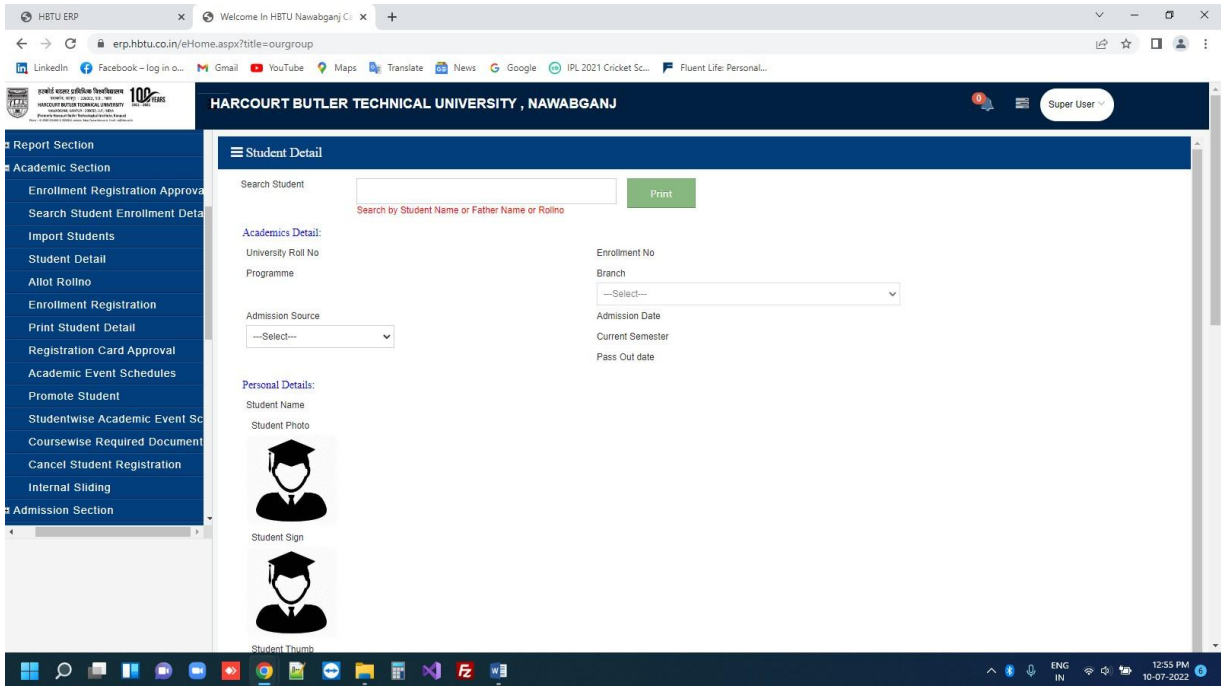 HBTU ERP
Welcome In HBTU Nawabganj Ca
erp.hbtu.co.in/eHome.aspx?title=ourgroup
LinkedIn Facebook – log in o... Gmail YouTube Maps Translate News Google IPL 2021 Cricket Sc... Fluent Life: Personal...
HARCOURT BUTLER TECHNICAL UNIVERSITY
100 YEARS
HARCOURT BUTLER TECHNICAL UNIVERSITY , NAWABGANJ
0
Super User
Report Section
Academic Section
Enrollment Registration Approva
Search Student Enrollment Deta
Import Students
Student Detail
Allot Rollno
Enrollment Registration
Print Student Detail
Registration Card Approval
Academic Event Schedules
Promote Student
Studentwise Academic Event Sc
Coursewise Required Document
Cancel Student Registration
Internal Sliding
Admission Section
Student Detail
Search Student
Print
Search by Student Name or Father Name or Rollno
Academics Detail:
University Roll No Enrollment No
Programme Branch
---Select---
Admission Source Admission Date
---Select--- Current Semester
Pass Out date
Personal Details:
Student Name
Student Photo
Student Sign
Student Thumb
ENG
IN
12:55 PM
10-07-2022
6